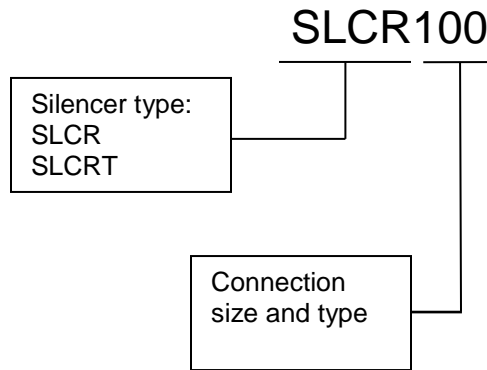 SLCR100
Silencer type:
SLCR
SLCRT
Connection
size and type